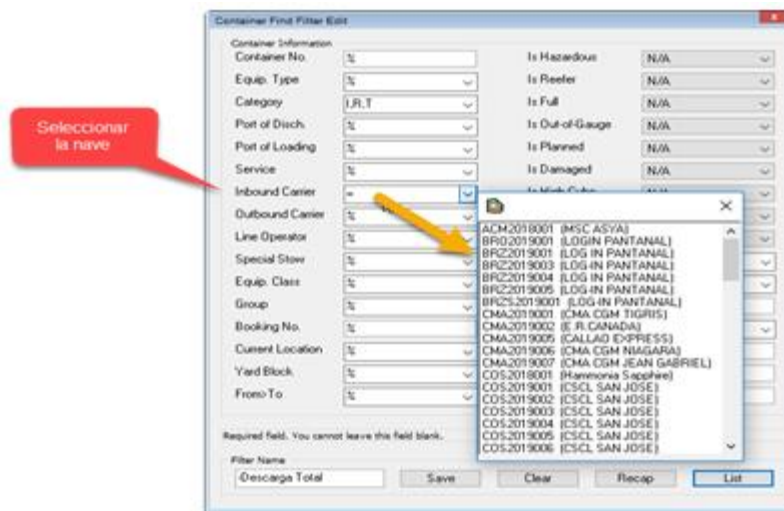 Container Find Filter Edit
Container Information
Container No. % Is Hazardous N/A
Equip. Type % Is Reefer N/A
Category I,R,T Is Full N/A
Port of Disch. % Is Out-of-Gauge N/A
Port of Loading % Is Planned N/A
Service % Is Damaged N/A
Seleccionar
la nave
Inbound Carrier = Is High Cube
Outbound Carrier %
Line Operator %
Special Stow %
Equip. Class %
Group %
Booking No. %
Current Location %
Yard Block %
From>To %
ACM2018001 (MSC ASYA)
BRO2019001 (LOGIN PANTANAL)
BRZ2019001 (LOG IN PANTANAL)
BRZ2019003 (LOG-IN PANTANAL)
BRZ2019004 (LOG IN PANTANAL)
BRZ2019005 (LOG-IN PANTANAL)
BRZS2019001 (LOG-IN PANTANAL)
CMA2019001 (CMA CGM TIGRIS)
CMA2019002 (E.R.CANADA)
CMA2019005 (CALLAO EXPRESS)
CMA2019006 (CMA CGM NIAGARA)
CMA2019007 (CMA CGM JEAN GABRIEL)
COS2018001 (Hammonia Sapphire)
COS2019001 (CSCL SAN JOSE)
COS2019002 (CSCL SAN JOSE)
COS2019003 (CSCL SAN JOSE)
COS2019004 (CSCL SAN JOSE)
COS2019005 (CSCL SAN JOSE)
COS2019006 (CSCL SAN JOSE)
Required field. You cannot leave this field blank.
Filter Name
-Descarga Total Save Clear Recap List